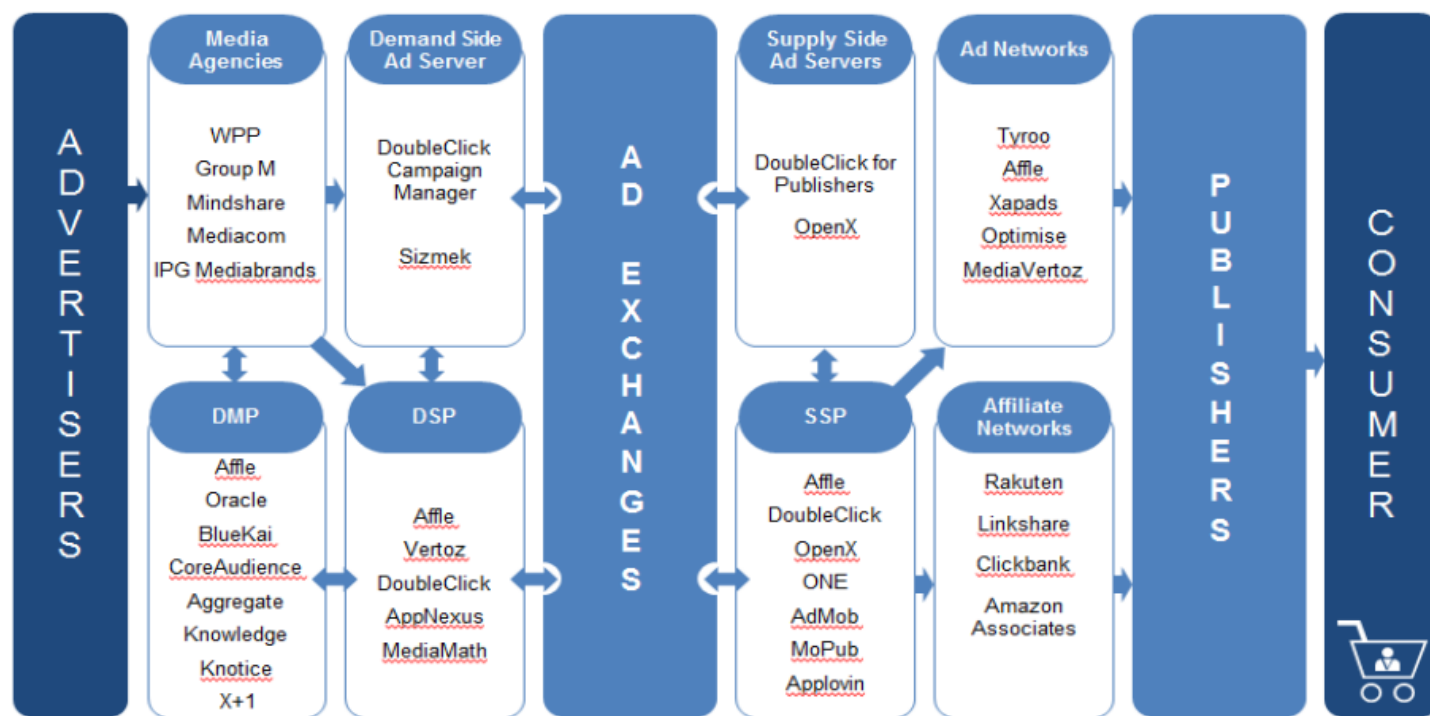 ADVERTISERS
Media
Agencies
WPP
Group M
Mindshare
Mediacom
IPG Mediabrands
Demand Side
Ad Server
DoubleClick
Campaign
Manager
Sizmek
DMP
Affle
Oracle
BlueKai
CoreAudience
Aggregate
Knowledge
Knotice
X+1
DSP
Affle
Vertoz
DoubleClick
AppNexus
MediaMath
AD EXCHANGES
Supply Side
Ad Servers
DoubleClick for
Publishers
OpenX
Ad Networks
Tyroo
Affle
Xapads
Optimise
MediaVertoz
SSP
Affle
DoubleClick
OpenX
ONE
AdMob
MoPub
Applovin
Affiliate
Networks
Rakuten
Linkshare
Clickbank
Amazon
Associates
PUBLISHERS
CONSUMER